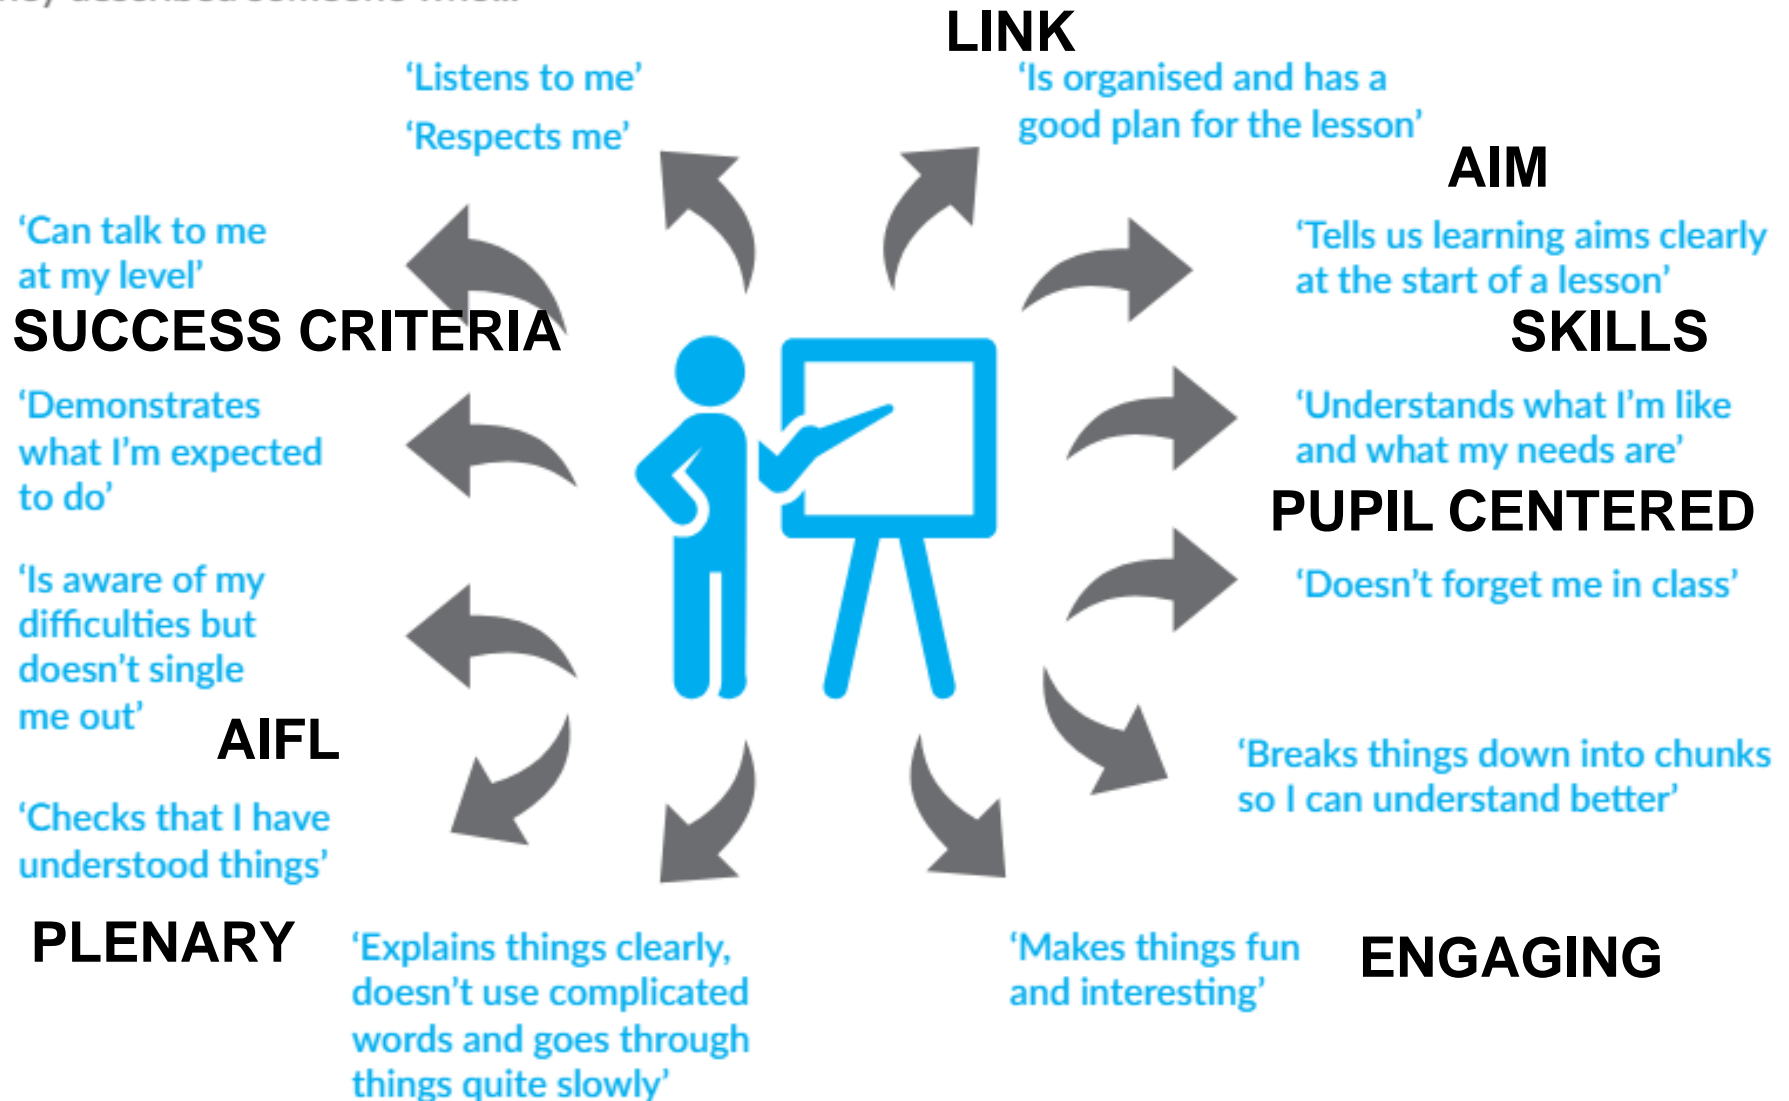 described someone who...
LINK
‘Listens to me’
‘Respects me’
‘Is organised and has a
good plan for the lesson’
AIM
‘Can talk to me
at my level’
‘Tells us learning aims clearly
at the start of a lesson’
SUCCESS CRITERIA
SKILLS
‘Demonstrates
what I’m expected
to do’
‘Understands what I’m like
and what my needs are’
PUPIL CENTERED
‘Is aware of my
difficulties but
doesn’t single
me out’
‘Doesn’t forget me in class’
AIFL
‘Breaks things down into chunks
so I can understand better’
‘Checks that I have
understood things’
PLENARY
‘Explains things clearly,
doesn’t use complicated
words and goes through
things quite slowly’
‘Makes things fun
and interesting’
ENGAGING